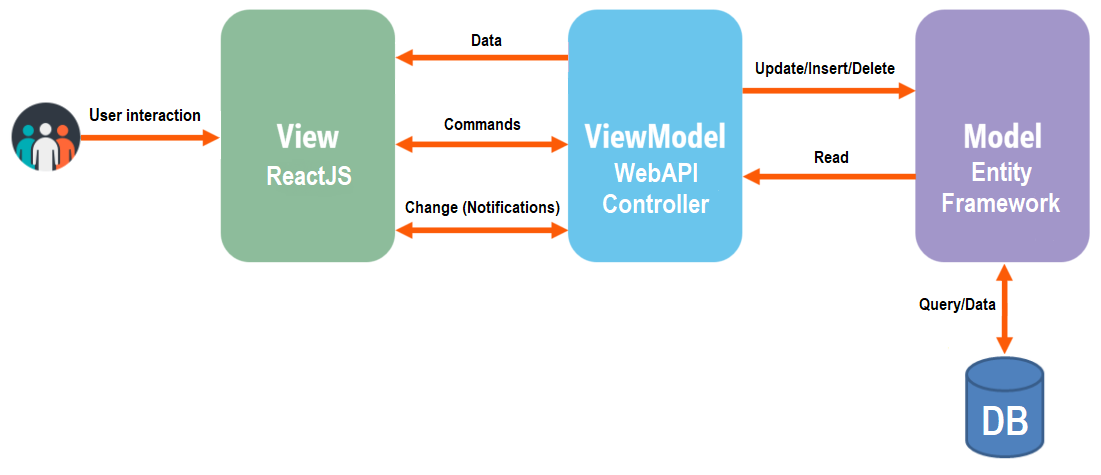 Data
Update/Insert/Delete
User interaction
View
ReactJS
Commands
ViewModel
WebAPI
Controller
Read
Model
Entity
Framework
Change (Notifications)
Query/Data
DB